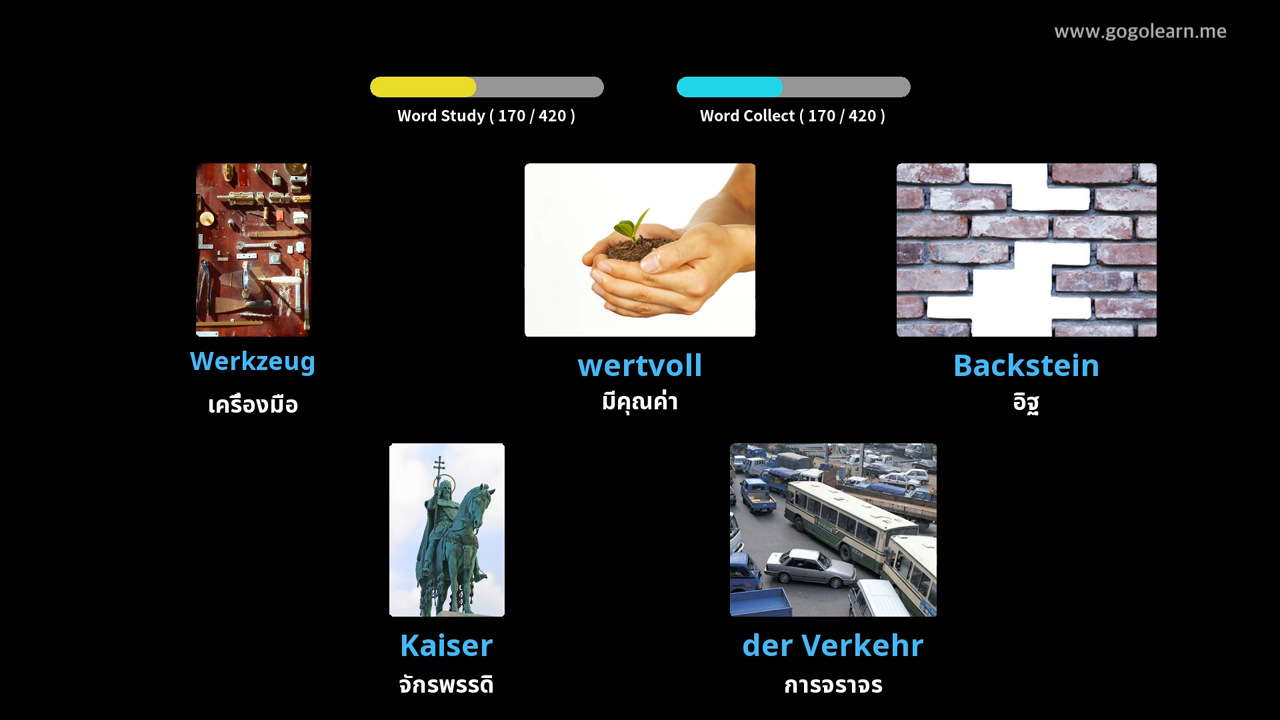 www.gogolearn.me
Word Study ( 170 / 420 )
Word Collect ( 170 / 420 )
Werkzeug
เครื่องมือ
wertvoll
มีคุณค่า
Backstein
อิฐ
Kaiser
จักรพรรดิ
der Verkehr
การจราจร